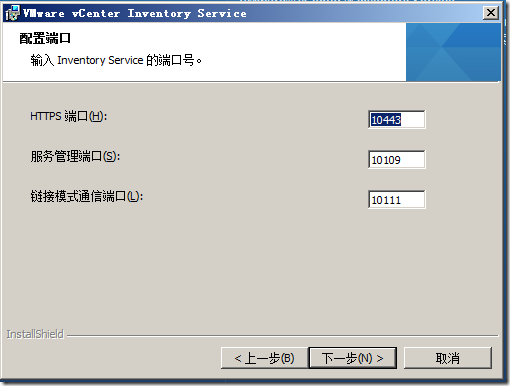 VMware vCenter Inventory Service
配置端口
输入 Inventory Service 的端口号。
HTTPS 端口(H): 10443
服务管理端口(S): 10109
链接模式通信端口(L): 10111
InstallShield
< 上一步(B) 下一步(N) > 取消